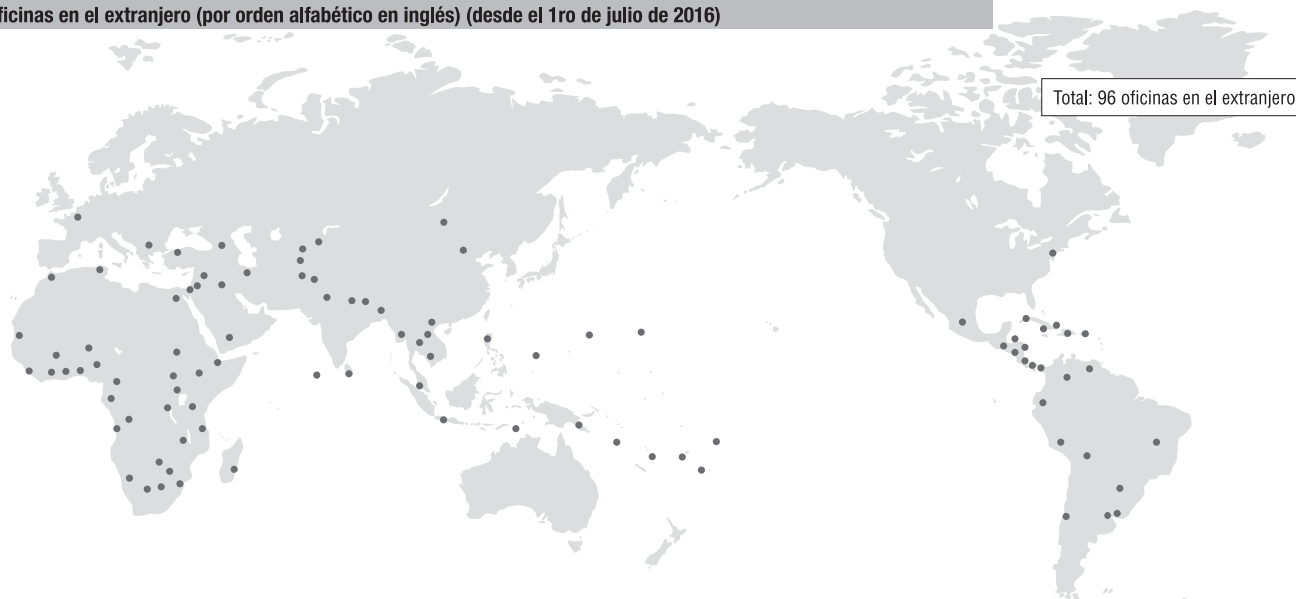 ficinas en el extranjero (por orden alfabético en inglés) (desde el 1ro de julio de 2016)
Total: 96 oficinas en el extranjero